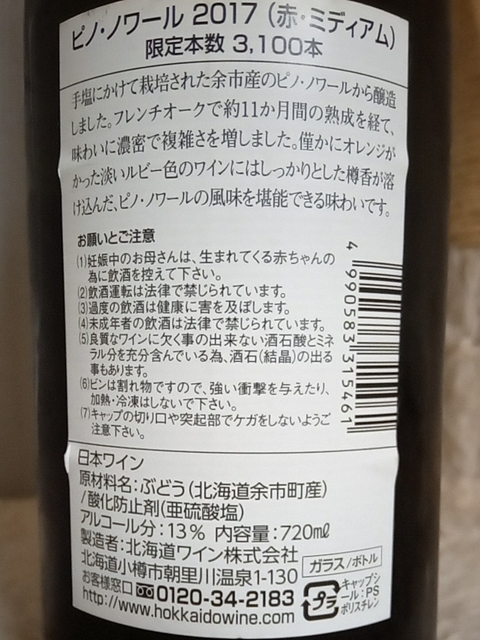 ピノ・ノワール 2017（赤・ミディアム）
限定本数 3,100本
手塩にかけて栽培された余市産のピノ・ノワールから醸造
しました。フレンチオークで約11か月間の熟成を経て、
味わいに濃密で複雑さを増しました。僅かにオレンジが
かった淡いルビー色のワインにはしっかりとした樽香が溶
け込んだ、ピノ・ノワールの風味を堪能できる味わいです。
お願いとご注意
(1)妊娠中のお母さんは、生まれてくる赤ちゃんの
為に飲酒を控えて下さい。
(2)飲酒運転は法律で禁じられています。
(3)過度の飲酒は健康に害を及ぼします。
(4)未成年者の飲酒は法律で禁じられています。
(5)良質なワインに欠く事の出来ない酒石酸とミネ
ラル分を充分含んでいる為、酒石(結晶)の出る
事もあります。
(6)ビンは割れ物ですので、強い衝撃を与えたり、
加熱・冷凍はしないで下さい。
(7)キャップの切り口や突起部でケガをしないようご
注意下さい。
4 990583 315461
日本ワイン
原材料名：ぶどう（北海道余市町産）
/酸化防止剤(亜硫酸塩)
アルコール分：13% 内容量：720mℓ
製造者：北海道ワイン株式会社
北海道小樽市朝里川温泉1-130
お客様窓口 0120-34-2183
http://www.hokkaidowine.com
ガラス/ボトル
プラ
キャップシ
ール：PS
ポリスチレン